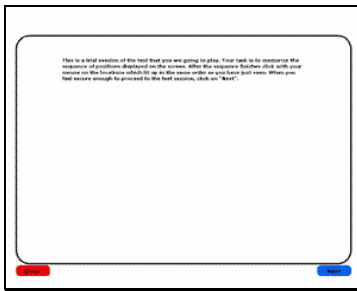 This is a trial version of the test that you are going to play. Your task is to memorize the
sequence of positions displayed on the screen. After the sequence finishes click with your
mouse on the locations which lit up in the same order as you have just seen. When you
feel secure enough to proceed to the test session, click on "Next".
Next